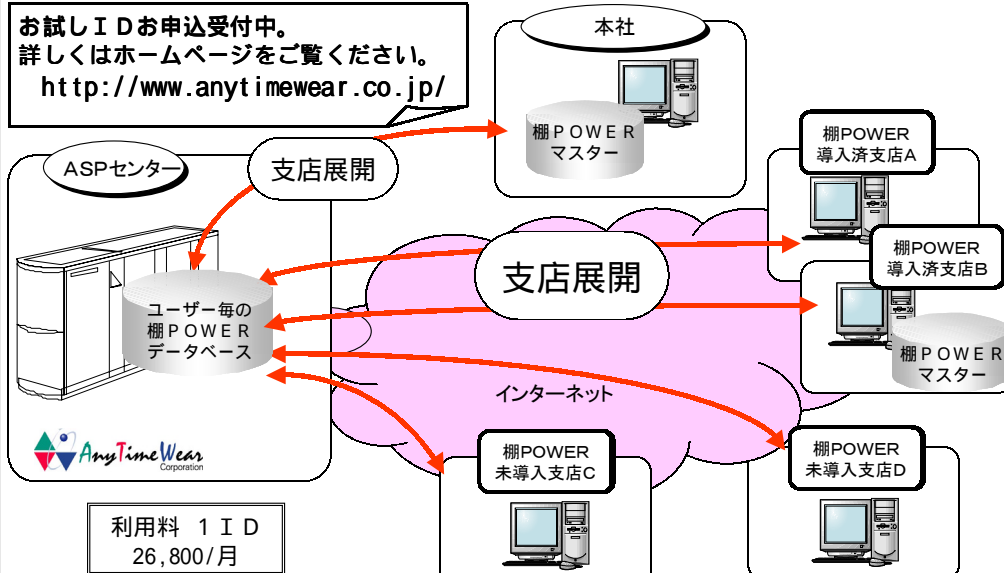 お試しＩＤお申込受付中。
詳しくはホームページをご覧ください。
http://www.anytimewear.co.jp/
本社
棚ＰＯＷＥＲ
マスター
ASPセンター
支店展開
棚POWER
導入済支店A
棚POWER
導入済支店B
支店展開
ユーザー毎の
棚ＰＯＷＥＲ
データベース
棚ＰＯＷＥＲ
マスター
インターネット
AnyTimeWear
Corporation
棚POWER
未導入支店C
棚POWER
未導入支店D
利用料 １ＩＤ
26,800/月